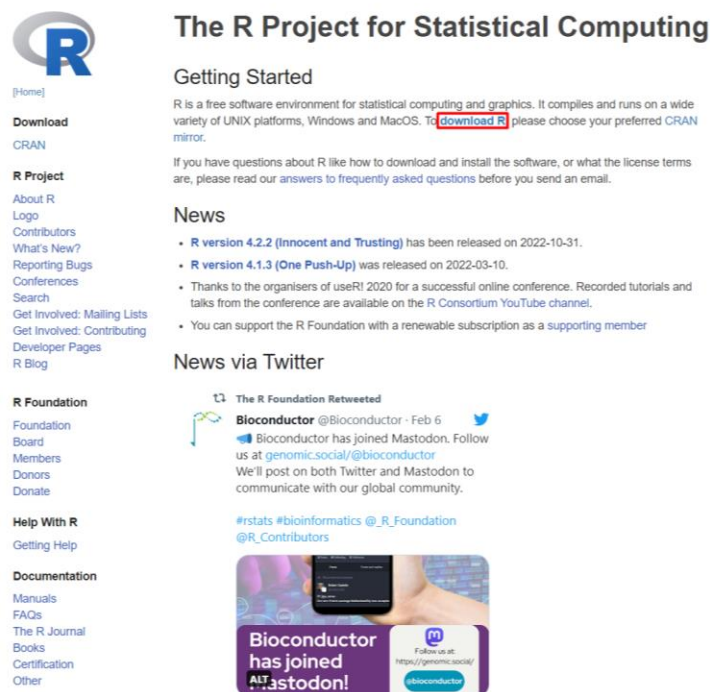 R
[Home]
Download
CRAN
R Project
About R
Logo
Contributors
What's New?
Reporting Bugs
Conferences
Search
Get Involved: Mailing Lists
Get Involved: Contributing
Developer Pages
R Blog
R Foundation
Foundation
Board
Members
Donors
Donate
Help With R
Getting Help
Documentation
Manuals
FAQs
The R Journal
Books
Certification
Other
The R Project for Statistical Computing
Getting Started
R is a free software environment for statistical computing and graphics. It compiles and runs on a wide
variety of UNIX platforms, Windows and MacOS. To download R, please choose your preferred CRAN
mirror.
If you have questions about R like how to download and install the software, or what the license terms
are, please read our answers to frequently asked questions before you send an email.
News
• R version 4.2.2 (Innocent and Trusting) has been released on 2022-10-31.
• R version 4.1.3 (One Push-Up) was released on 2022-03-10.
• Thanks to the organisers of useR! 2020 for a successful online conference. Recorded tutorials and
talks from the conference are available on the R Consortium YouTube channel.
• You can support the R Foundation with a renewable subscription as a supporting member
News via Twitter
The R Foundation Retweeted
Bioconductor @Bioconductor · Feb 6
Bioconductor has joined Mastodon. Follow
us at genomic.social/@bioconductor
We'll post on both Twitter and Mastodon to
communicate with our global community.
#rstats #bioinformatics @_R_Foundation
@R_Contributors
Bioconductor
has joined
Mastodon!
ALT
Follow us at:
https://genomic.social/
@bioconductor